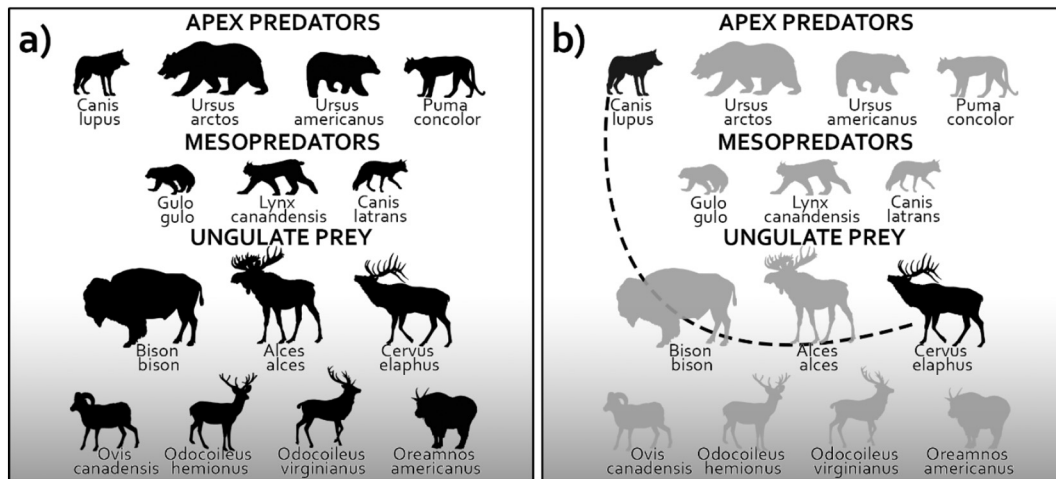 a)
APEX PREDATORS
Canis
lupus
Ursus
arctos
Ursus
americanus
Puma
concolor
MESOPREDATORS
Gulo
gulo
Lynx
canandensis
Canis
latrans
UNGULATE PREY
Bison
bison
Alces
alces
Cervus
elaphus
Ovis
canadensis
Odocoileus
hemionus
Odocoileus
virginianus
Oreamnos
americanus
b)
APEX PREDATORS
Canis
lupus
Ursus
arctos
Ursus
americanus
Puma
concolor
MESOPREDATORS
Gulo
gulo
Lynx
canandensis
Canis
latrans
UNGULATE PREY
Bison
bison
Alces
alces
Cervus
elaphus
Ovis
canadensis
Odocoileus
hemionus
Odocoileus
virginianus
Oreamnos
americanus